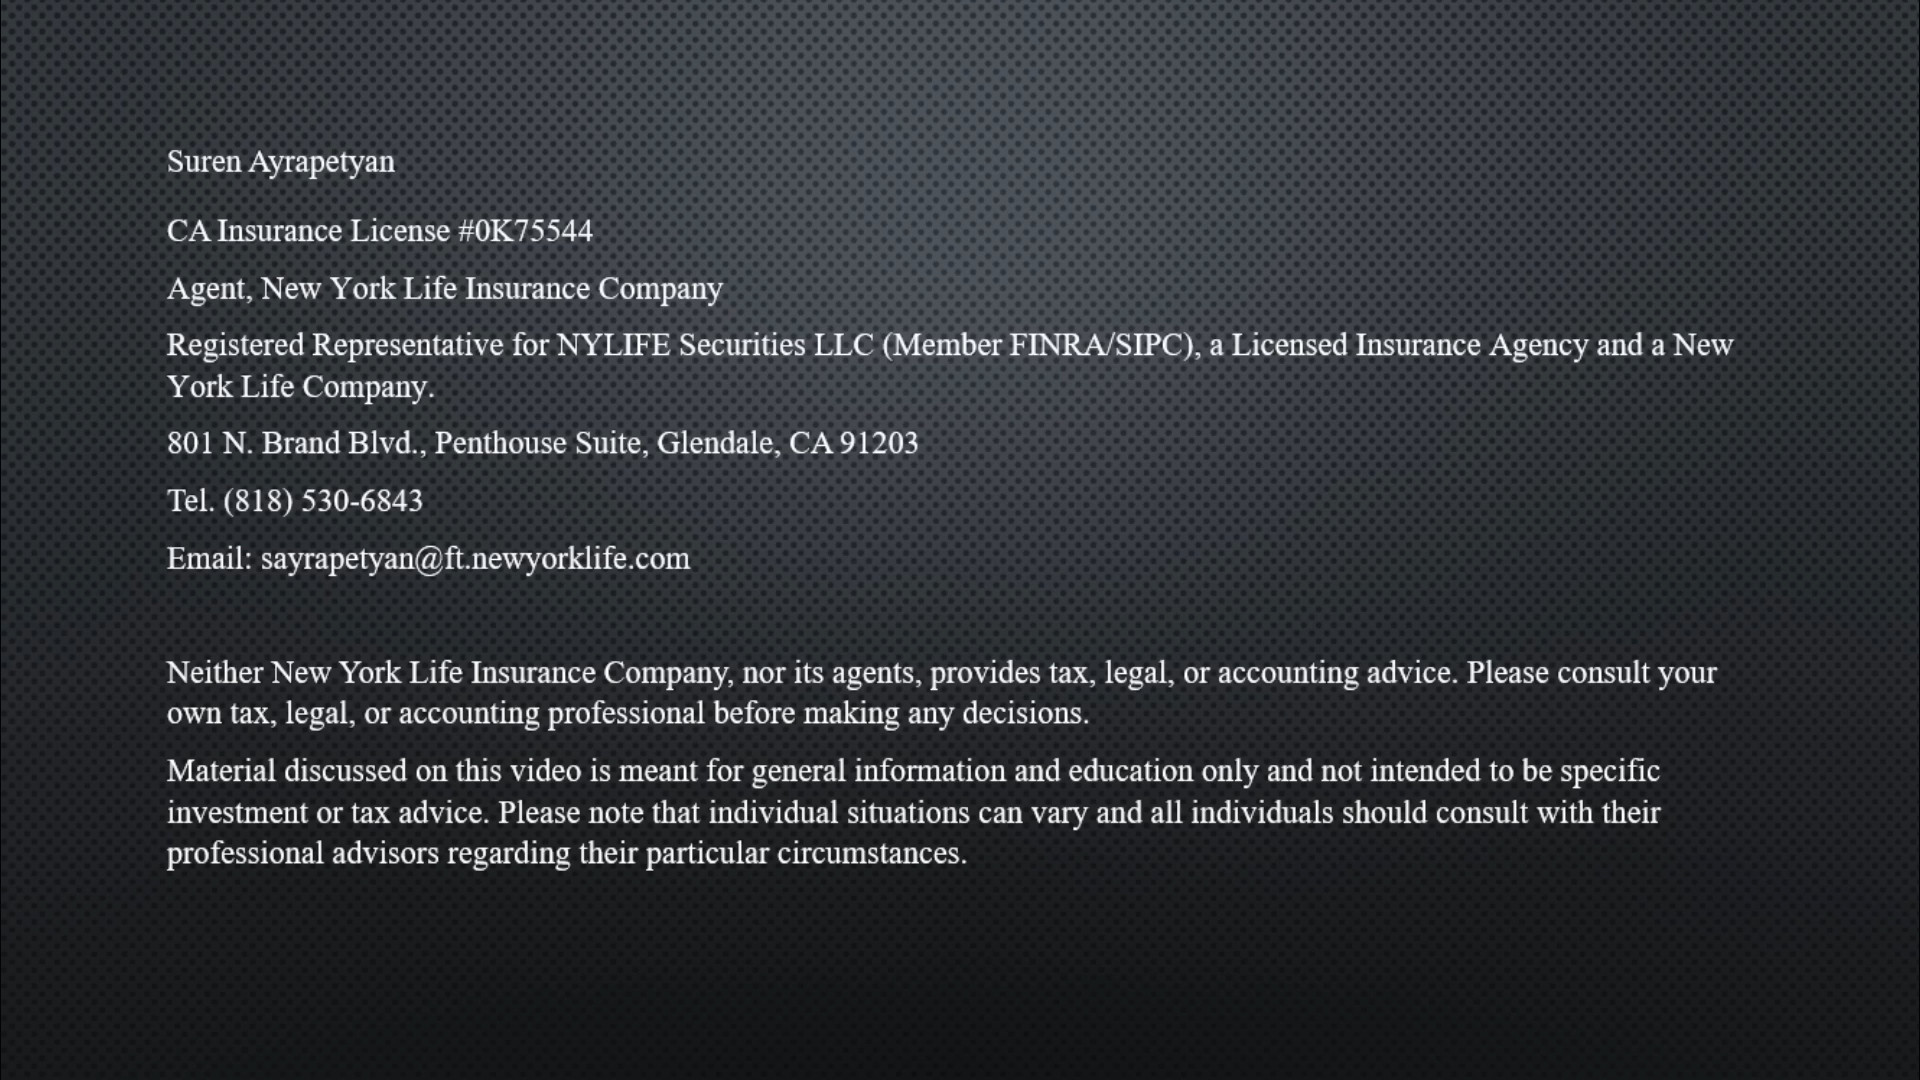 Suren Ayrapetyan
CA Insurance License #0K75544
Agent, New York Life Insurance Company
Registered Representative for NYLIFE Securities LLC (Member FINRA/SIPC), a Licensed Insurance Agency and a New
York Life Company.
801 N. Brand Blvd., Penthouse Suite, Glendale, CA 91203
Tel. (818) 530-6843
Email: sayrapetyan@ft.newyorklife.com
Neither New York Life Insurance Company, nor its agents, provides tax, legal, or accounting advice. Please consult your
own tax, legal, or accounting professional before making any decisions.
Material discussed on this video is meant for general information and education only and not intended to be specific
investment or tax advice. Please note that individual situations can vary and all individuals should consult with their
professional advisors regarding their particular circumstances.